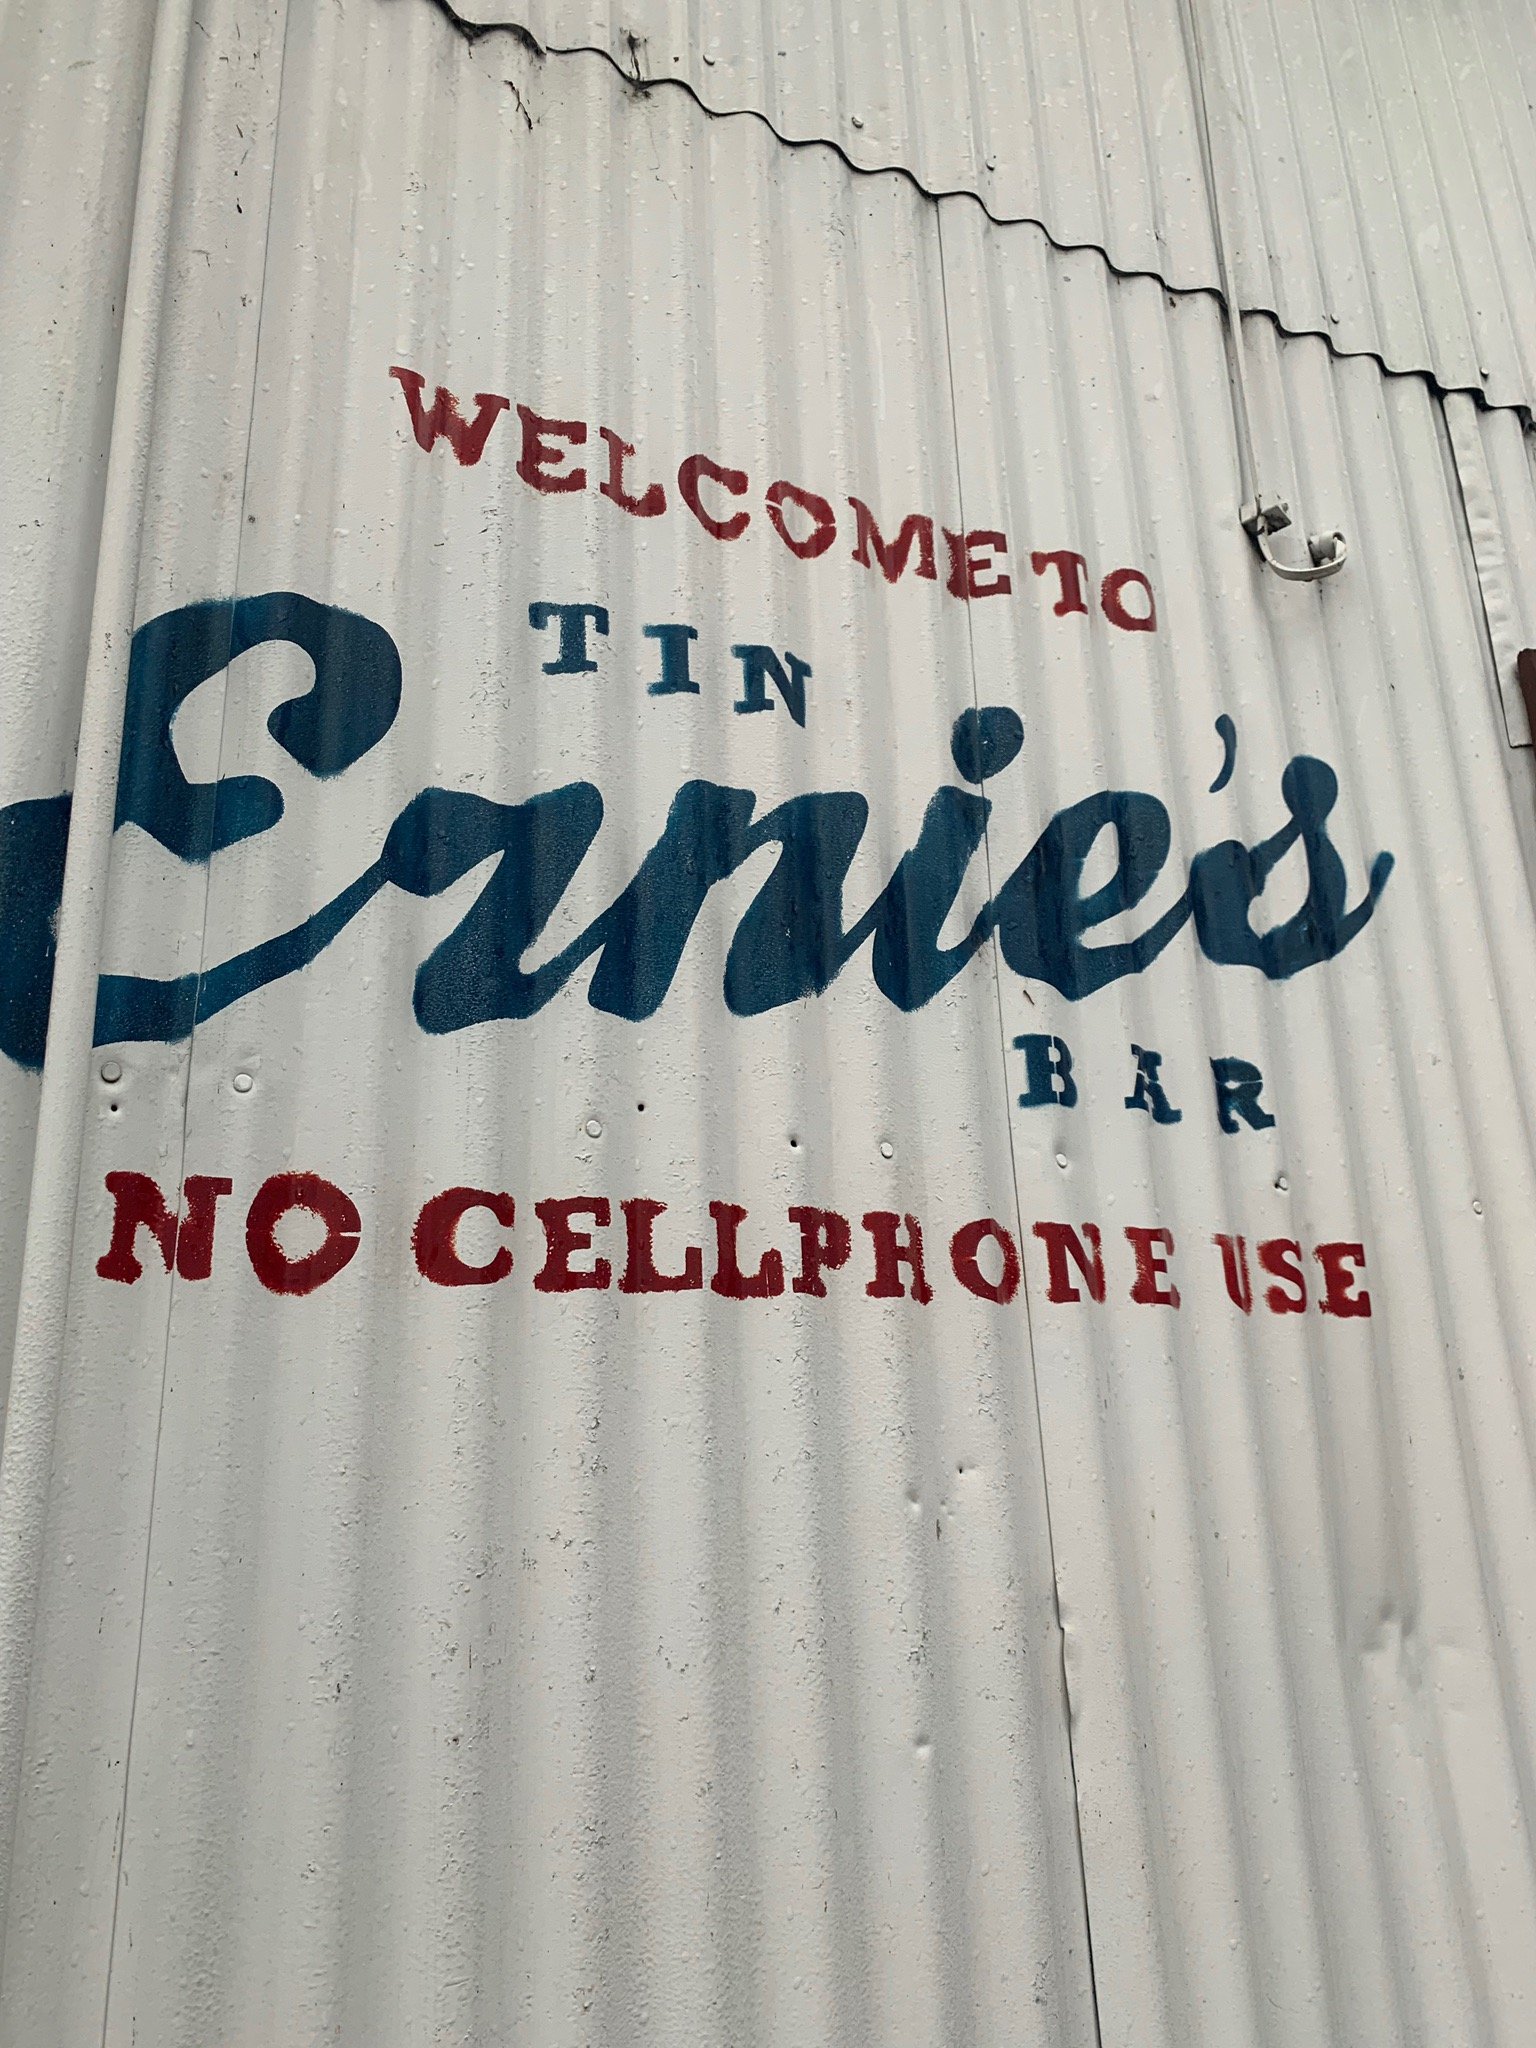 WELCOME TO
TIN
Ernie's
BAR
NO CELLPHONE USE